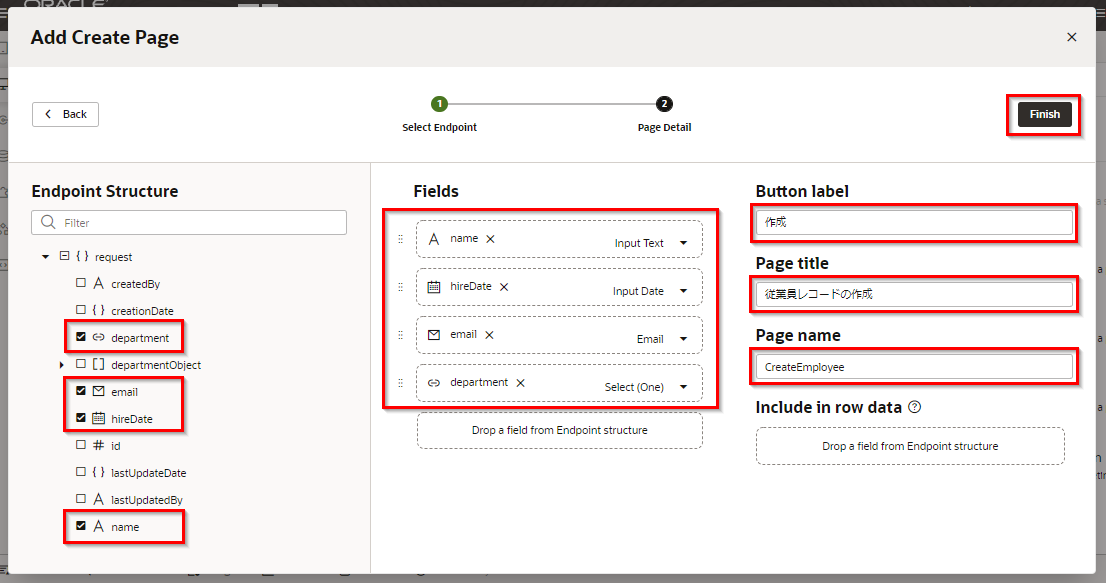 ORACLE
Add Create Page
×
Back
1
2
Select Endpoint
Page Detail
Finish
Endpoint Structure
Filter
{ } request
A createdBy
{ } creationDate
department
[ ] departmentObject
email
hireDate
# id
{ } lastUpdateDate
A lastUpdatedBy
A name
Fields
A name × Input Text
hireDate × Input Date
email × Email
department × Select (One)
Drop a field from Endpoint structure
Button label
作成
Page title
従業員レコードの作成
Page name
CreateEmployee
Include in row data ?
Drop a field from Endpoint structure